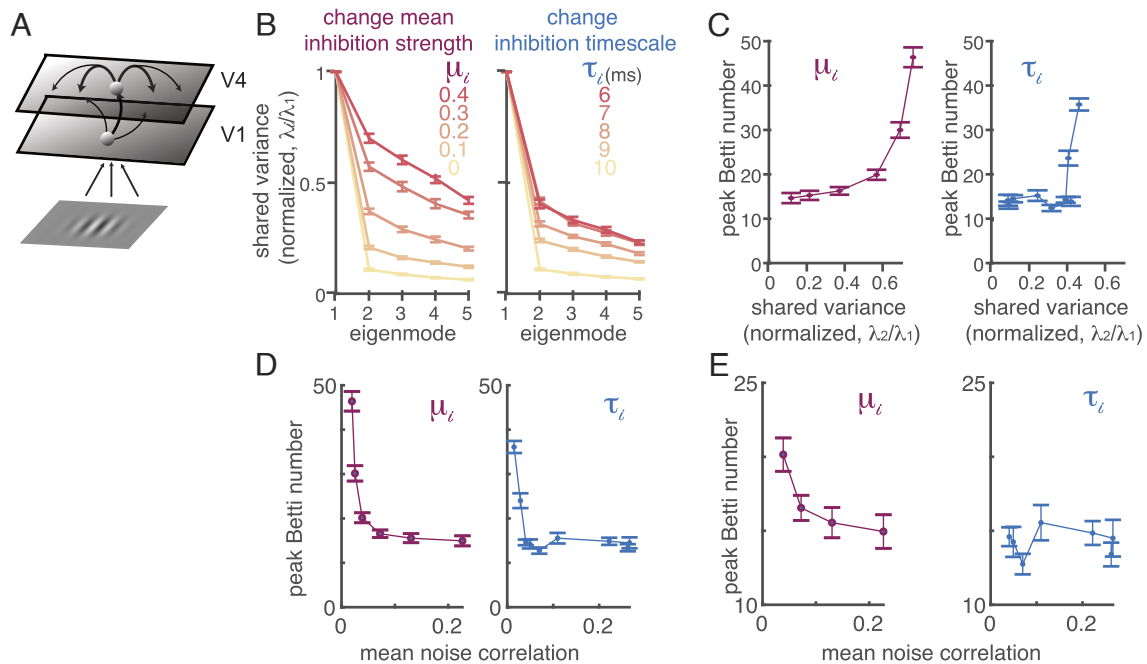 A
V4
V1
B
change mean
inhibition strength
μi
0.4
0.3
0.2
0.1
0
change
inhibition timescale
τi(ms)
6
7
8
9
10
shared variance
(normalized, λi/λ1)
1
0.5
0
1 2 3 4 5
eigenmode
1 2 3 4 5
eigenmode
C
μi
peak Betti number
50
40
30
20
10
0
0 0.2 0.4 0.6
shared variance
(normalized, λ2/λ1)
τi
peak Betti number
50
40
30
20
10
0
0 0.2 0.4 0.6
shared variance
(normalized, λ2/λ1)
D
μi
peak Betti number
50
0
0 0.2
τi
50
0
0 0.2
mean noise correlation
E
μi
peak Betti number
25
10
0 0.2
τi
25
10
0 0.2
mean noise correlation